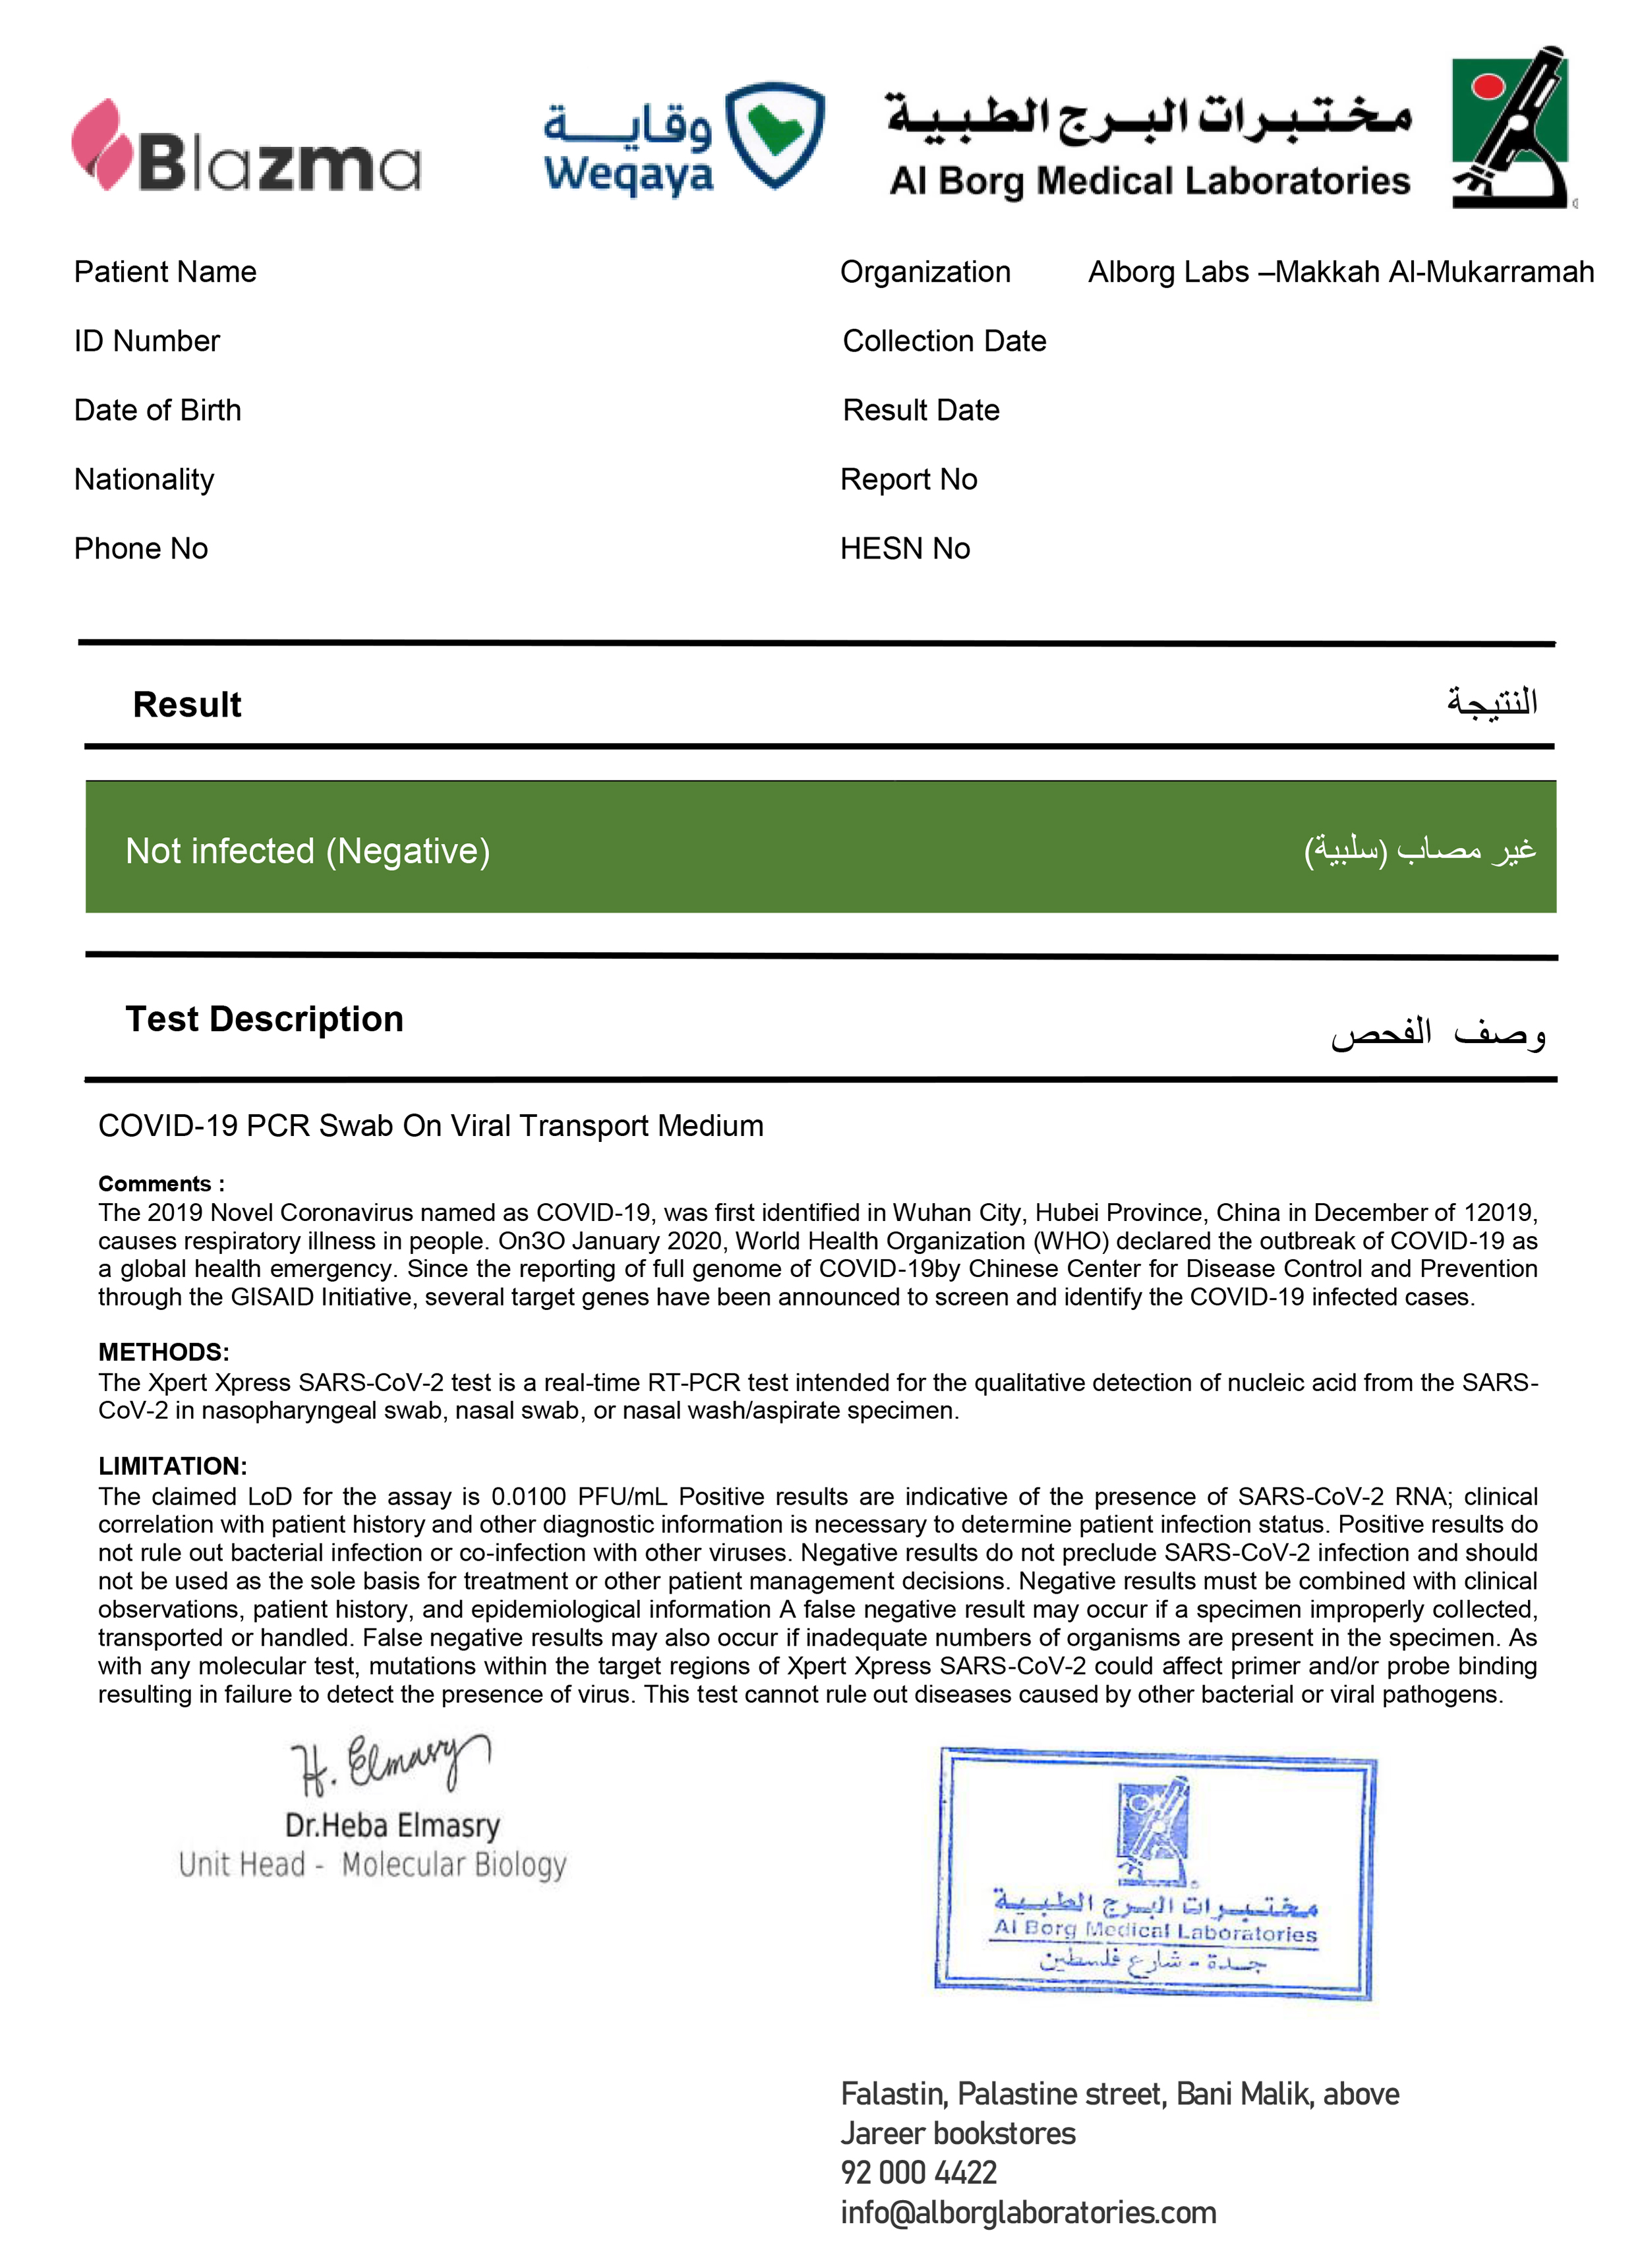 Blazma
وقاية
Weqaya
مختبرات البرج الطبية
Al Borg Medical Laboratories
Patient Name
Organization Alborg Labs –Makkah Al-Mukarramah
ID Number
Collection Date
Date of Birth
Result Date
Nationality
Report No
Phone No
HESN No
Result
النتيجة
Not infected (Negative)
غير مصاب (سلبية)
Test Description
وصف الفحص
COVID-19 PCR Swab On Viral Transport Medium
Comments :
The 2019 Novel Coronavirus named as COVID-19, was first identified in Wuhan City, Hubei Province, China in December of 12019,
causes respiratory illness in people. On3O January 2020, World Health Organization (WHO) declared the outbreak of COVID-19 as
a global health emergency. Since the reporting of full genome of COVID-19by Chinese Center for Disease Control and Prevention
through the GISAID Initiative, several target genes have been announced to screen and identify the COVID-19 infected cases.
METHODS:
The Xpert Xpress SARS-CoV-2 test is a real-time RT-PCR test intended for the qualitative detection of nucleic acid from the SARS-
CoV-2 in nasopharyngeal swab, nasal swab, or nasal wash/aspirate specimen.
LIMITATION:
The claimed LoD for the assay is 0.0100 PFU/mL Positive results are indicative of the presence of SARS-CoV-2 RNA; clinical
correlation with patient history and other diagnostic information is necessary to determine patient infection status. Positive results do
not rule out bacterial infection or co-infection with other viruses. Negative results do not preclude SARS-CoV-2 infection and should
not be used as the sole basis for treatment or other patient management decisions. Negative results must be combined with clinical
observations, patient history, and epidemiological information A false negative result may occur if a specimen improperly collected,
transported or handled. False negative results may also occur if inadequate numbers of organisms are present in the specimen. As
with any molecular test, mutations within the target regions of Xpert Xpress SARS-CoV-2 could affect primer and/or probe binding
resulting in failure to detect the presence of virus. This test cannot rule out diseases caused by other bacterial or viral pathogens.
H. Elmasry
Dr.Heba Elmasry
Unit Head - Molecular Biology
مختبرات البرج الطبية
Al Borg Medical Laboratories
جدة - شارع فلسطين
Falastin, Palastine street, Bani Malik, above
Jareer bookstores
92 000 4422
info@alborglaboratories.com